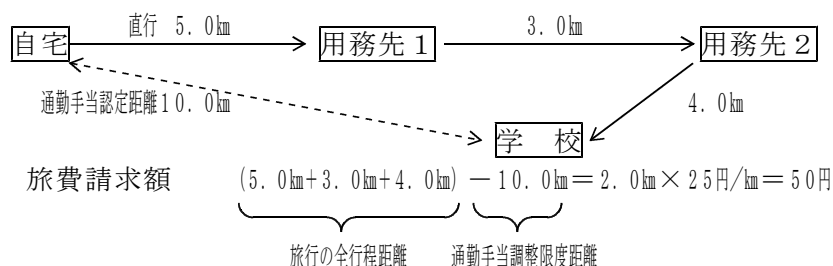 直行 5.0㎞
3.0㎞
自宅
用務先1
用務先2
通勤手当認定距離10.0㎞
4.0㎞
学 校
旅費請求額 (5.0㎞+3.0㎞+4.0㎞)-10.0㎞=2.0㎞×25円/㎞=50円
旅行の全行程距離 通勤手当調整限度距離